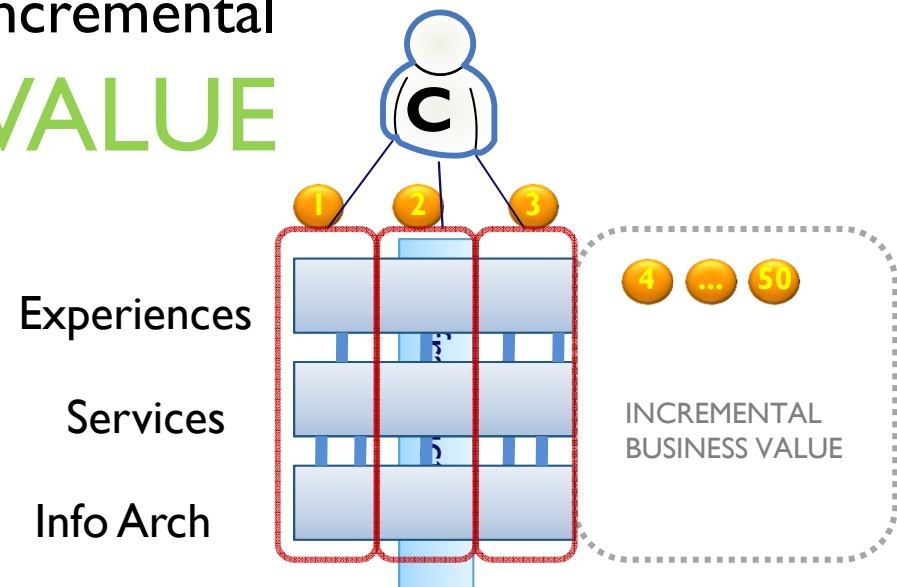 ncremental
VALUE
C
1 2 3
4 ... 50
Experiences
Services
INCREMENTAL
BUSINESS VALUE
Info Arch